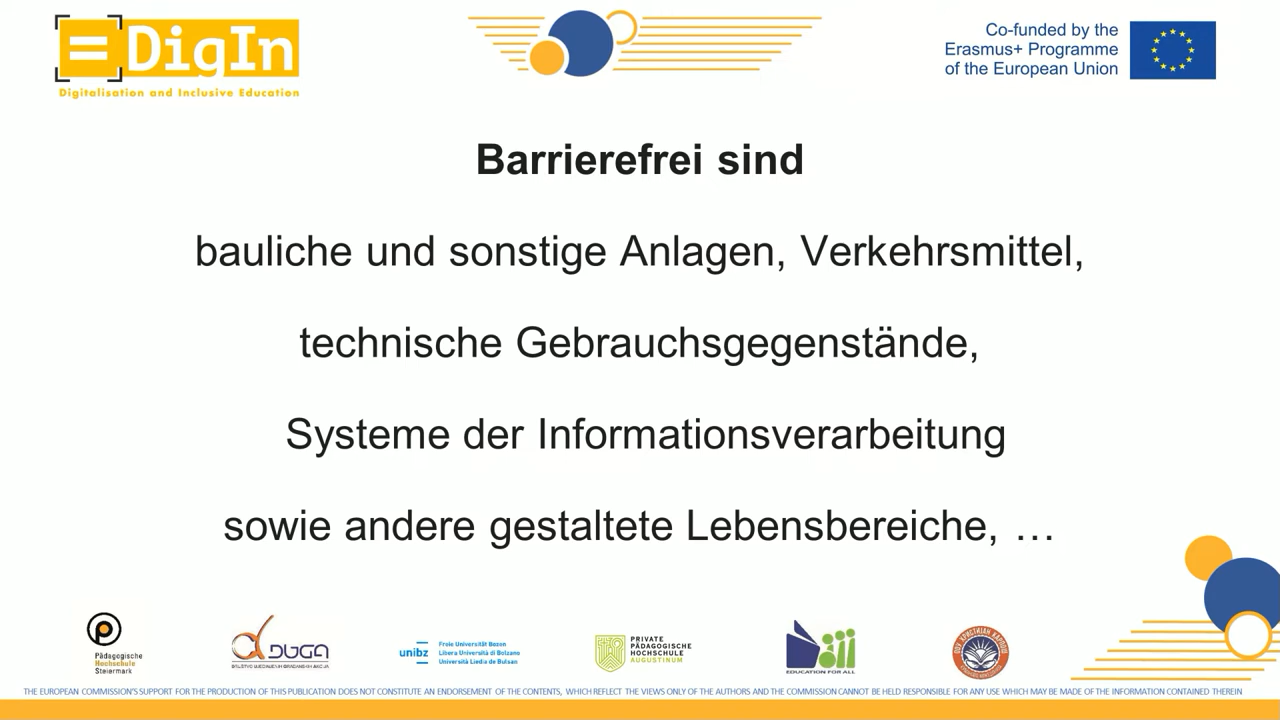 =DigIn
Digitalisation and Inclusive Education
Co-funded by the
Erasmus+ Programme
of the European Union
Barrierefrei sind
bauliche und sonstige Anlagen, Verkehrsmittel,
technische Gebrauchsgegenstände,
Systeme der Informationsverarbeitung
sowie andere gestaltete Lebensbereiche, …
Pädagogische
Hochschule
Steiermark
DUGA
unibz
Freie Universität Bozen
Libera Università di Bolzano
Università Liedia de Bulsan
PRIVATE
PÄDAGOGISCHE
HOCHSCHULE
AUGUSTINUM
EDUCATION FOR ALL
THE EUROPEAN COMMISSION'S SUPPORT FOR THE PRODUCTION OF THIS PUBLICATION DOES NOT CONSTITUTE AN ENDORSEMENT OF THE CONTENTS, WHICH REFLECT THE VIEWS ONLY OF THE AUTHORS AND THE COMMISSION CANNOT BE HELD RESPONSIBLE FOR ANY USE WHICH MAY BE MADE OF THE INFORMATION CONTAINED THEREIN